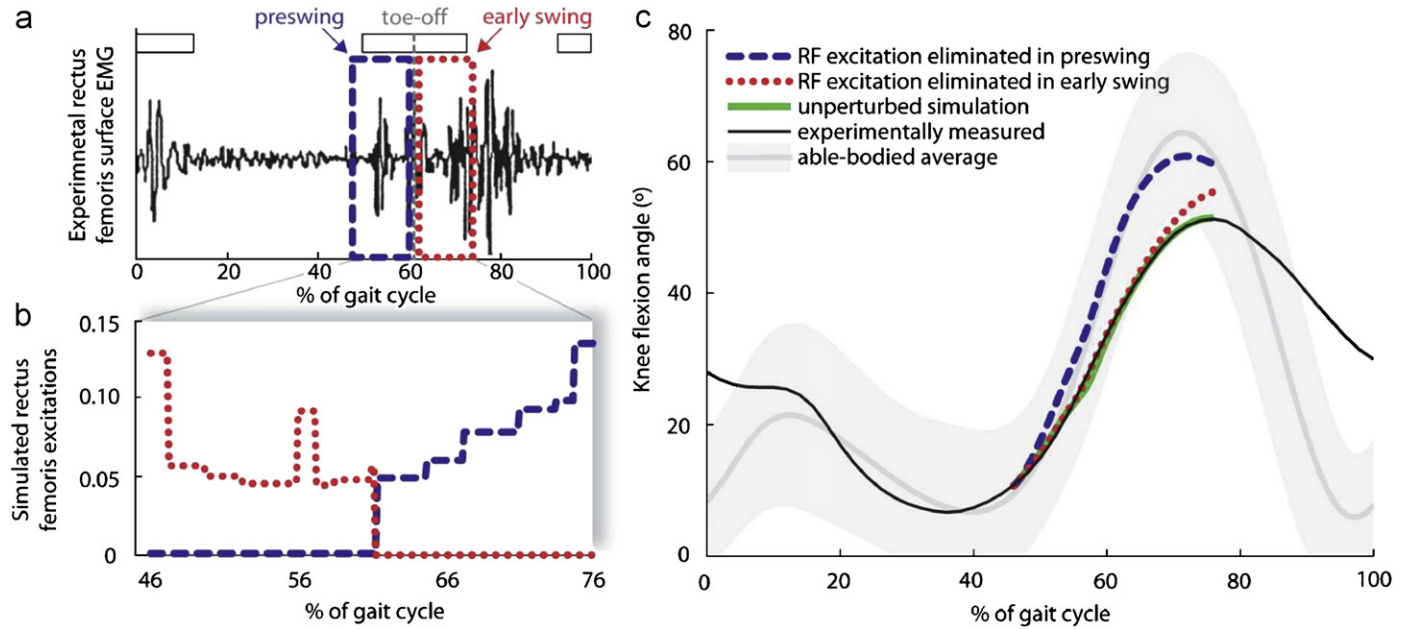 a
preswing
toe-off
early swing
Experimnetal rectus
femoris surface EMG
0
20
40
60
80
100
% of gait cycle
b
0.15
0.10
0.05
0
Simulated rectus
femoris excitations
46
56
66
76
% of gait cycle
c
80
60
40
20
0
Knee flexion angle (º)
RF excitation eliminated in preswing
RF excitation eliminated in early swing
unperturbed simulation
experimentally measured
able-bodied average
0
20
40
60
80
100
% of gait cycle